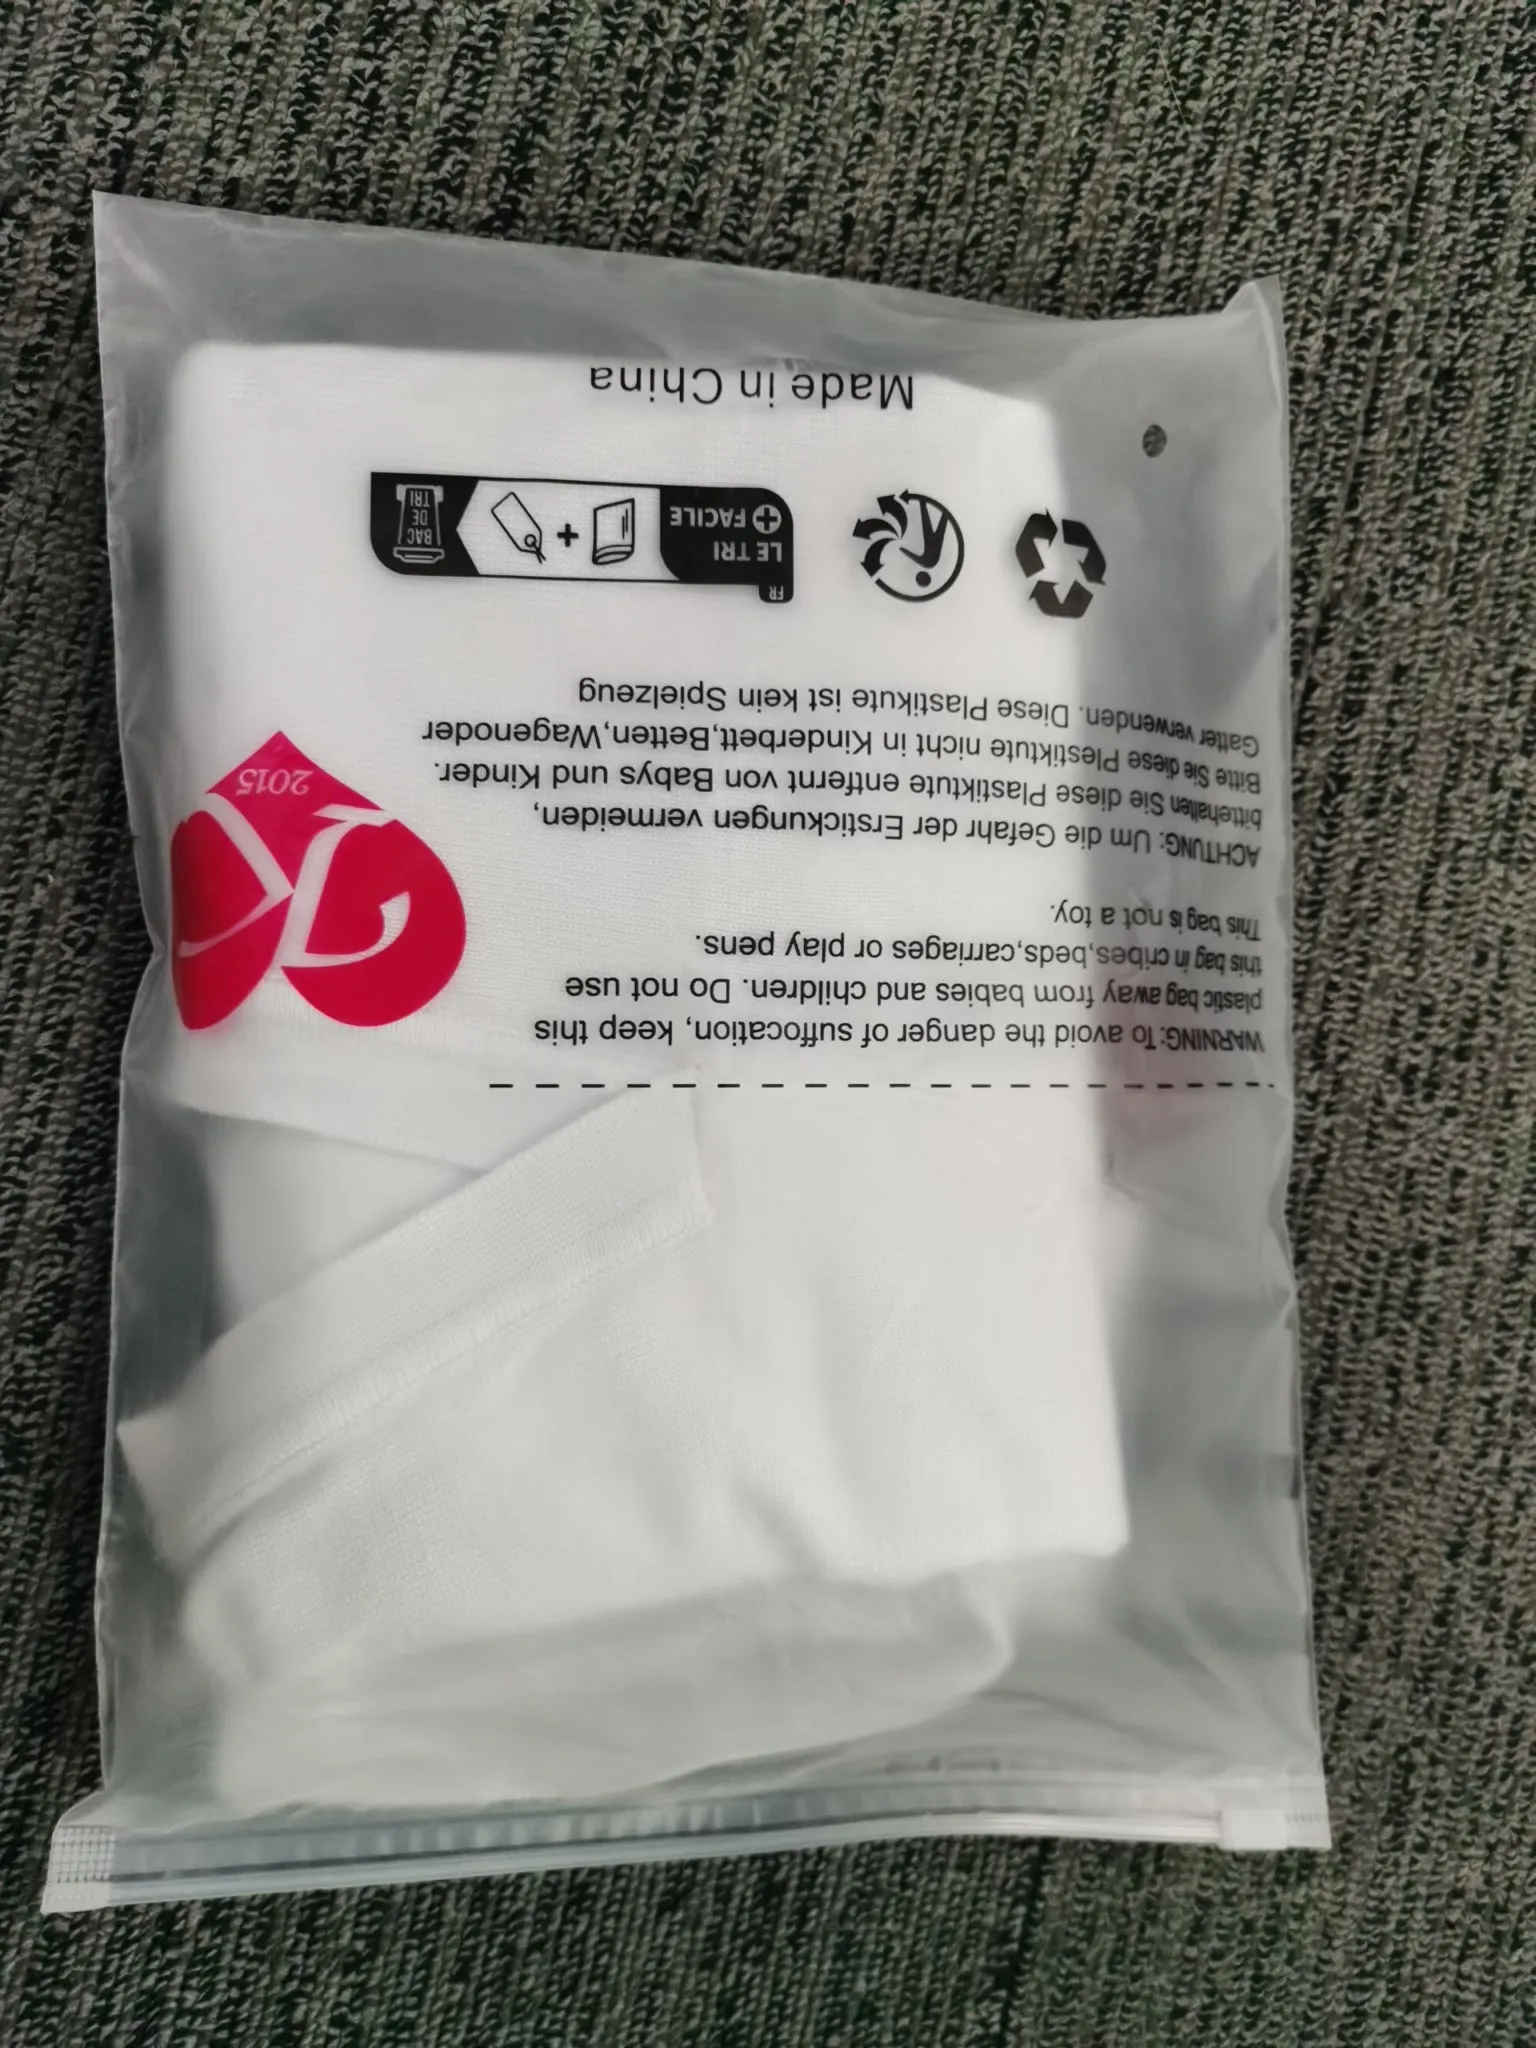 WARNING: To avoid the danger of suffocation, keep this
plastic bag away from babies and children. Do not use
this bag in cribes,beds,carriages or play pens.
This bag is not a toy.
ACHTUNG: Um die Gefahr der Erstickungen vermeiden,
bittehalten Sie diese Plastiktute entfernt von Babys und Kinder.
Bitte Sie diese Plestiktute nicht in Kinderbett,Betten,Wagenoder
Gatter verwenden. Diese Plastikute ist kein Spielzeug
2015
FR
LE TRI
+ FACILE
+
BAC
DE
TRI
Made in China